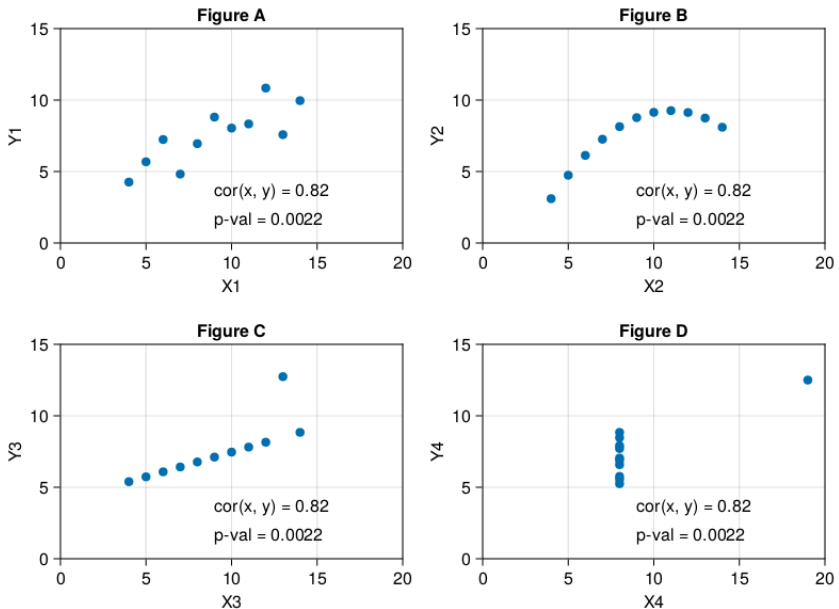 Figure A
15
10
5
0
Y1
cor(x, y) = 0.82
p-val = 0.0022
0 5 10 15 20
X1
Figure B
15
10
5
0
Y2
cor(x, y) = 0.82
p-val = 0.0022
0 5 10 15 20
X2
Figure C
15
10
5
0
Y3
cor(x, y) = 0.82
p-val = 0.0022
0 5 10 15 20
X3
Figure D
15
10
5
0
Y4
cor(x, y) = 0.82
p-val = 0.0022
0 5 10 15 20
X4